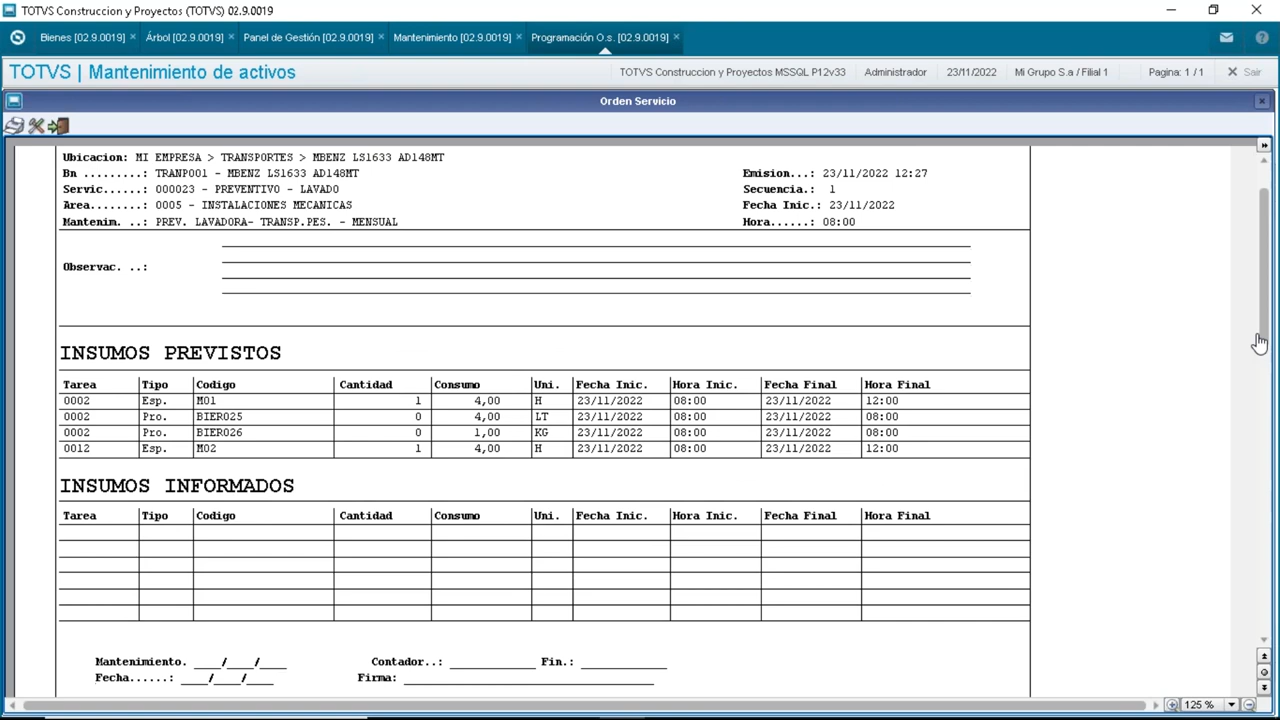 TOTVS Construccion y Proyectos (TOTVS) 02.9.0019
Bienes [02.9.0019] × Árbol [02.9.0019] × Panel de Gestión [02.9.0019] × Mantenimiento [02.9.0019] × Programación O.s. [02.9.0019] ×
TOTVS | Mantenimiento de activos
TOTVS Construccion y Proyectos MSSQL P12v33 Administrador 23/11/2022 Mi Grupo S.a / Filial 1 Pagina: 1 / 1 Sair
Orden Servicio
Ubicacion: MI EMPRESA > TRANSPORTES > MBENZ LS1633 AD148MT
Bn .........: TRANP001 - MBENZ LS1633 AD148MT Emision...: 23/11/2022 12:27
Servic......: 000023 - PREVENTIVO - LAVADO Secuencia.: 1
Area........: 0005 - INSTALACIONES MECANICAS Fecha Inic.: 23/11/2022
Mantenim. ..: PREV. LAVADORA- TRANSP.PES. - MENSUAL Hora......: 08:00
Observac. ..:
INSUMOS PREVISTOS
Tarea Tipo Codigo Cantidad Consumo Uni. Fecha Inic. Hora Inic. Fecha Final Hora Final
0002 Esp. M01 1 4,00 H 23/11/2022 08:00 23/11/2022 12:00
0002 Pro. BIER025 0 4,00 LT 23/11/2022 08:00 23/11/2022 08:00
0002 Pro. BIER026 0 1,00 KG 23/11/2022 08:00 23/11/2022 08:00
0012 Esp. M02 1 4,00 H 23/11/2022 08:00 23/11/2022 12:00
INSUMOS INFORMADOS
Tarea Tipo Codigo Cantidad Consumo Uni. Fecha Inic. Hora Inic. Fecha Final Hora Final
Mantenimiento. ____/____/____ Contador..: _____________ Fin.: _____________
Fecha......: ____/____/____ Firma: ______________________________________
125 %